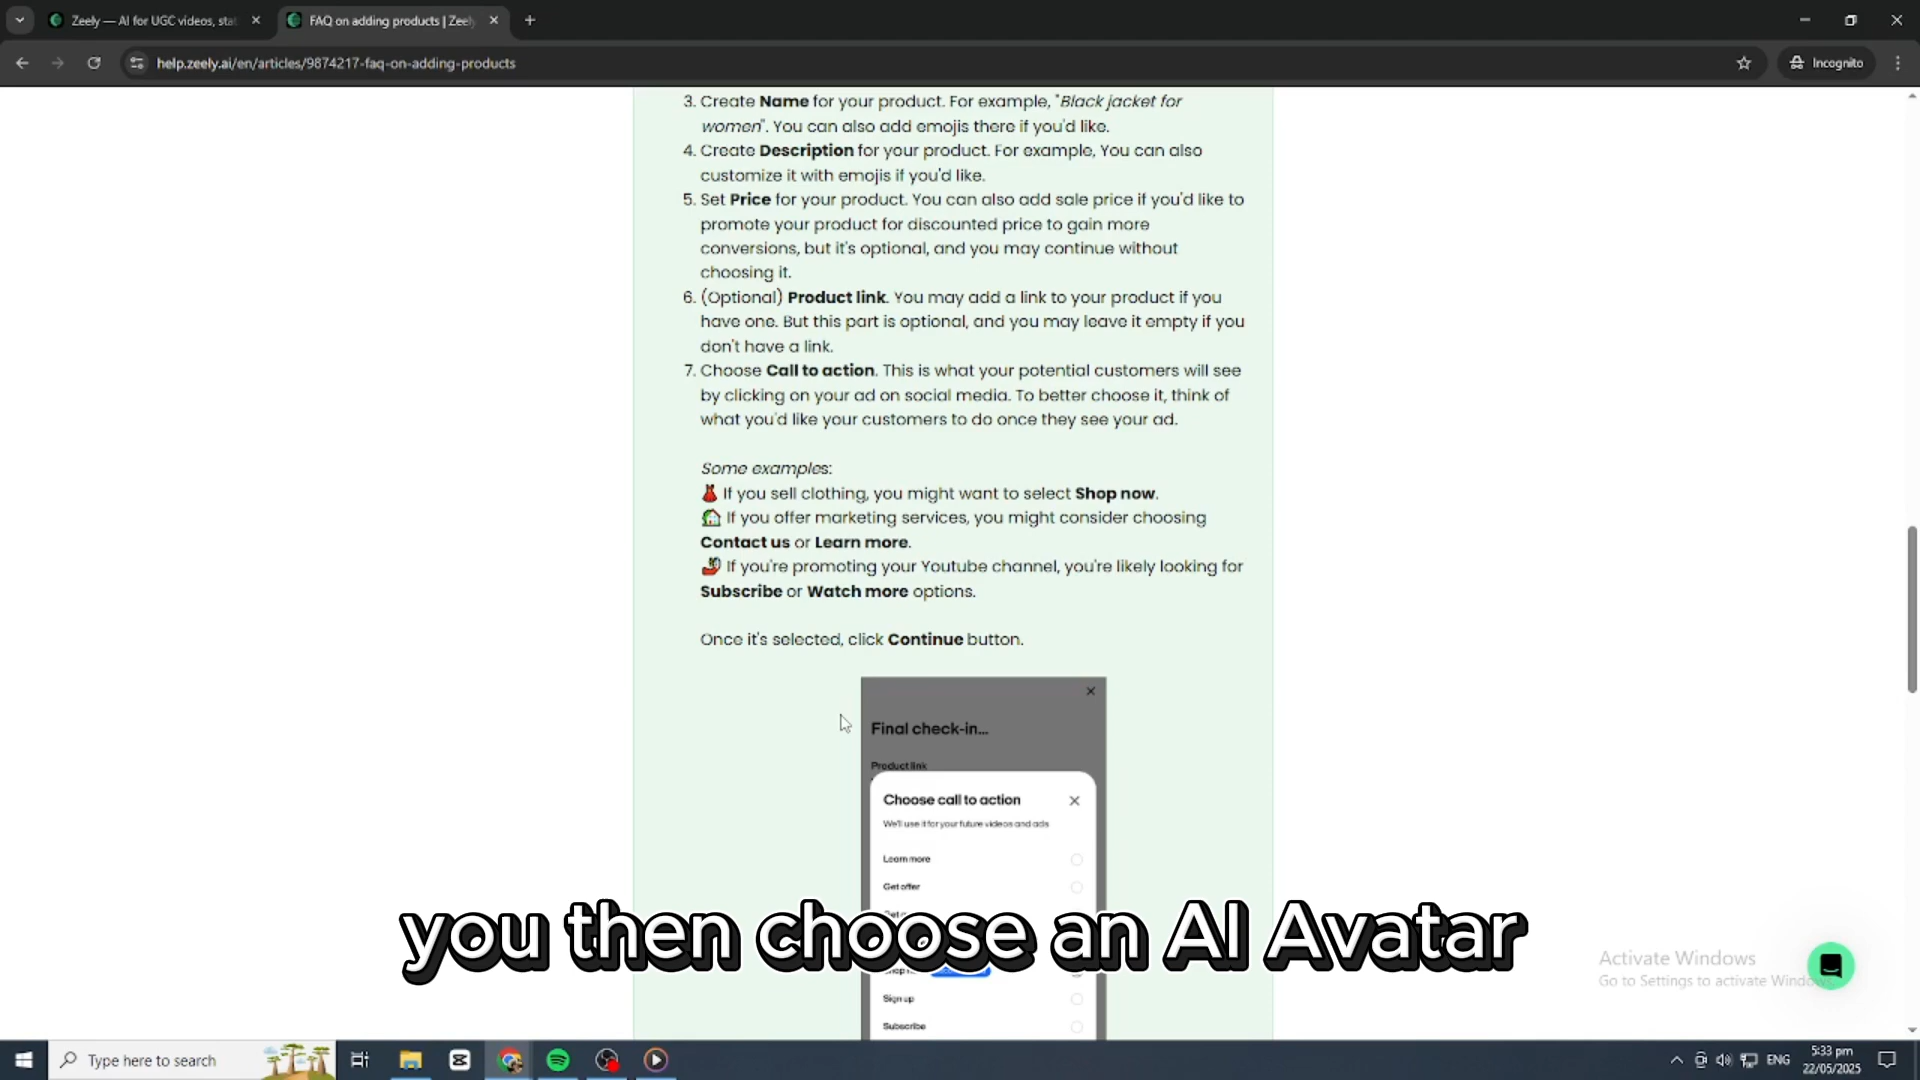 Zeely — AI for UGC videos, stat
FAQ on adding products | Zeely
help.zeely.ai/en/articles/9874217-faq-on-adding-products
Incognito
3. Create Name for your product. For example, "Black jacket for
women". You can also add emojis there if you'd like.
4. Create Description for your product. For example, You can also
customize it with emojis if you'd like.
5. Set Price for your product. You can also add sale price if you'd like to
promote your product for discounted price to gain more
conversions, but it's optional, and you may continue without
choosing it.
6. (Optional) Product link. You may add a link to your product if you
have one. But this part is optional, and you may leave it empty if you
don't have a link.
7. Choose Call to action. This is what your potential customers will see
by clicking on your ad on social media. To better choose it, think of
what you'd like your customers to do once they see your ad.
Some examples:
If you sell clothing, you might want to select Shop now.
If you offer marketing services, you might consider choosing
Contact us or Learn more.
If you're promoting your Youtube channel, you're likely looking for
Subscribe or Watch more options.
Once it's selected, click Continue button.
Final check-in...
Product link
Choose call to action
We'll use it for your future videos and ads
Learn more
Get offer
you then choose an AI Avatar
Sign up
Subscribe
Activate Windows
Go to Settings to activate Windows.
Type here to search
ENG
5:33 pm
22/05/2025